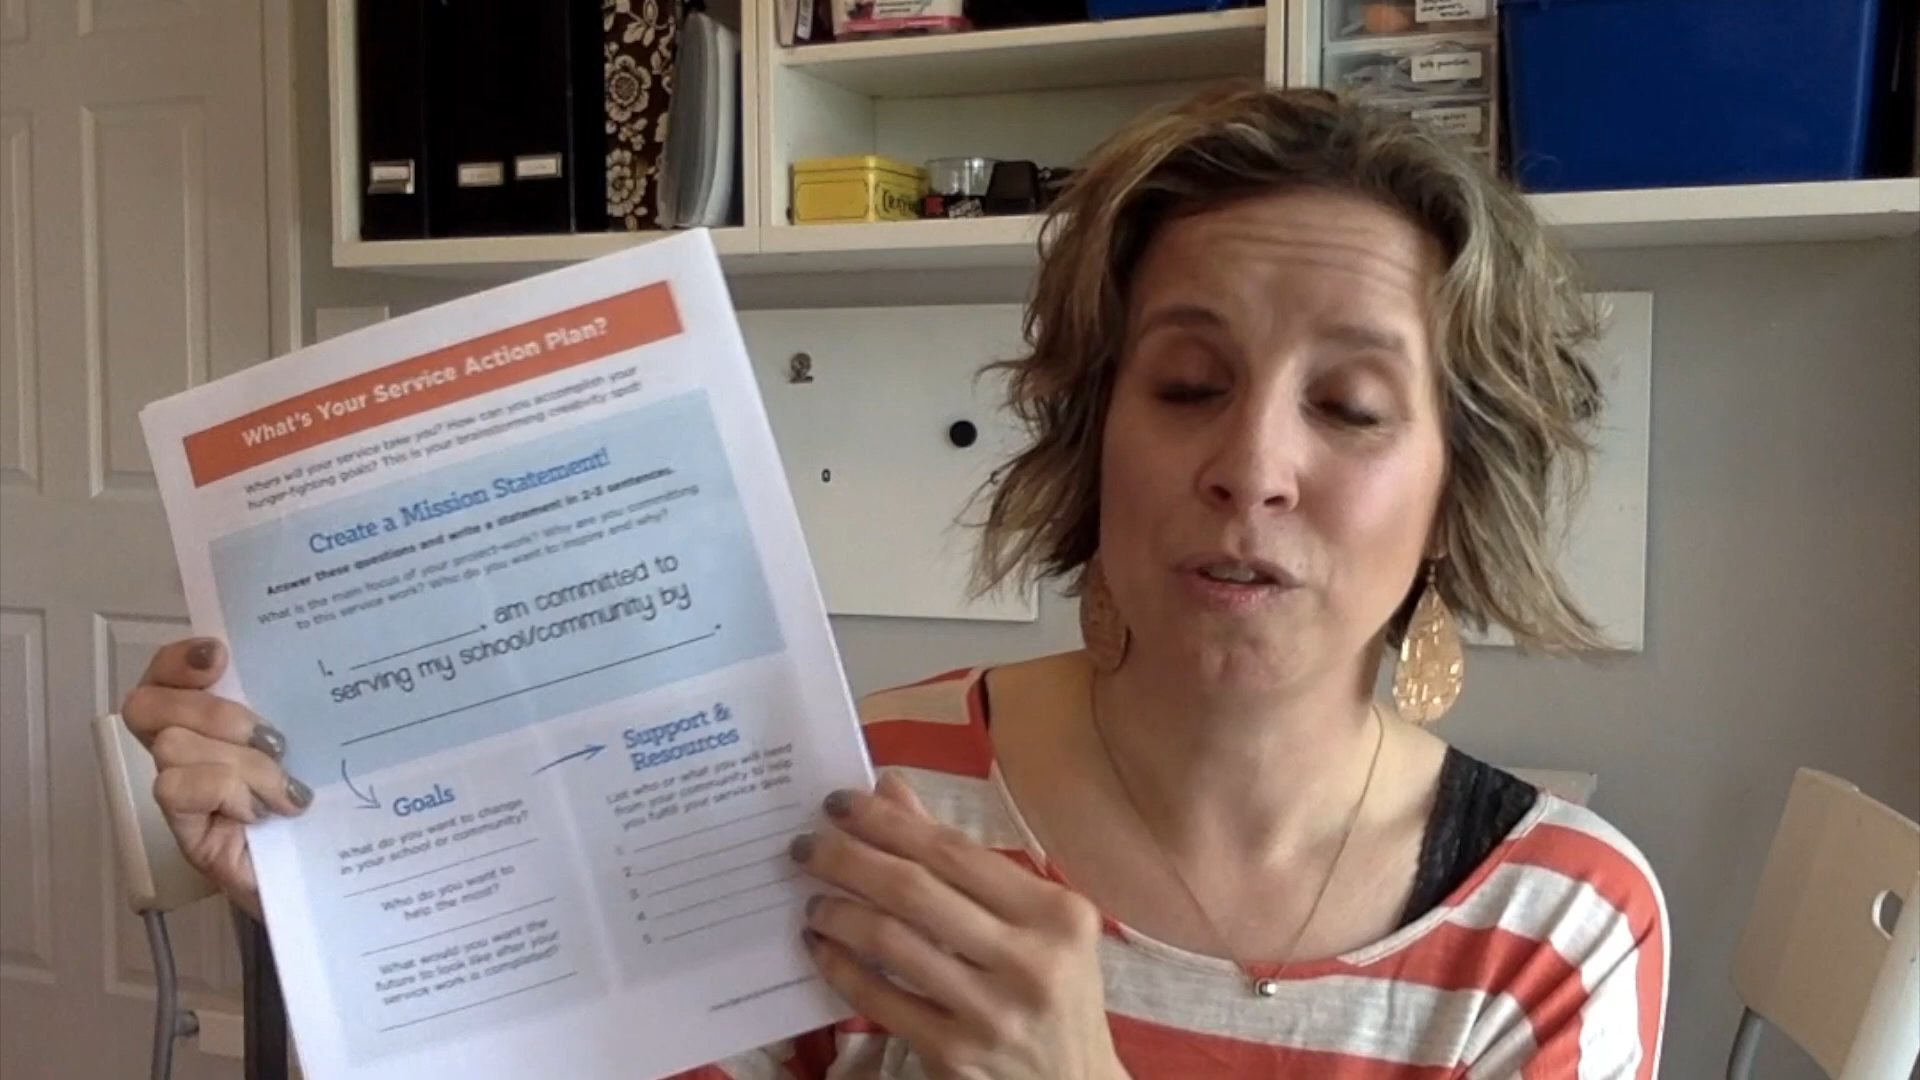 What's Your Service Action Plan?
Where will your service take you? How can you accomplish your
hunger-fighting goals? This is your brainstorming creativity spot!
Create a Mission Statement!
Answer these questions and write a statement in 2-3 sentences.
What is the main focus of your project-work? Why are you committing
to this service work? Who do you want to inspire and why?
I, ____________, am committed to
serving my school/community by
____________________.
Goals
What do you want to change
in your school or community?
Who do you want to
help the most?
What would you want the
future to look like after your
service work is completed?
Support &
Resources
List who or what you will need
from your community to help
you fulfill your service goals.
1.
2.
3.
4.
5.
CRAYO